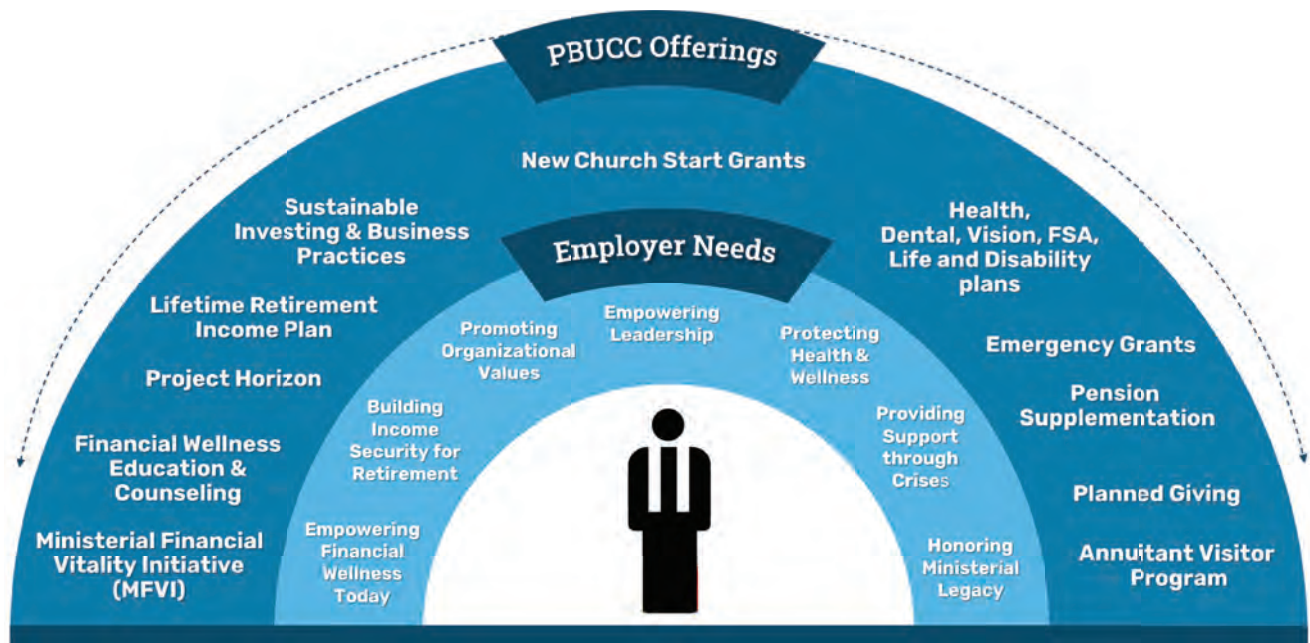 PBUCC Offerings
New Church Start Grants
Sustainable
Investing & Business
Practices
Lifetime Retirement
Income Plan
Project Horizon
Financial Wellness
Education &
Counseling
Ministerial Financial
Vitality Initiative
(MFVI)
Health,
Dental, Vision, FSA,
Life and Disability
plans
Emergency Grants
Pension
Supplementation
Planned Giving
Annuitant Visitor
Program
Employer Needs
Empowering
Financial
Wellness
Today
Building
Income
Security for
Retirement
Promoting
Organizational
Values
Empowering
Leadership
Protecting
Health &
Wellness
Providing
Support
through
Crises
Honoring
Ministerial
Legacy